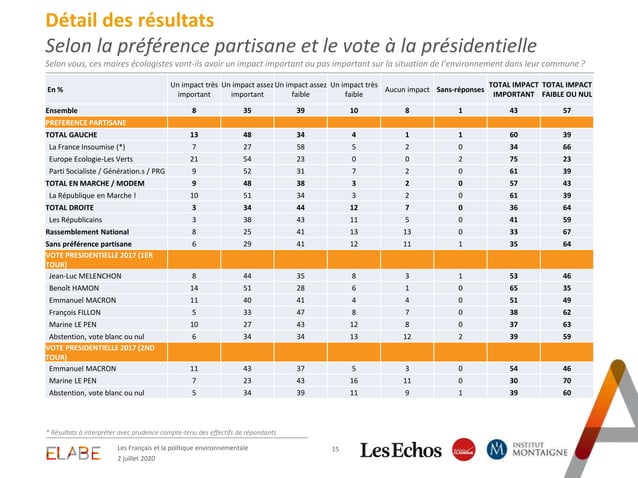 Détail des résultats
Selon la préférence partisane et le vote à la présidentielle
Selon vous, ces maires écologistes vont-ils avoir un impact important ou pas important sur la situation de l'environnement dans leur commune ?
En % Un impact très important Un impact assez important Un impact assez faible Un impact très faible Aucun impact Sans-réponses TOTAL IMPACT IMPORTANT TOTAL IMPACT FAIBLE OU NUL
Ensemble 8 35 39 10 8 1 43 57
PREFERENCE PARTISANE
TOTAL GAUCHE 13 48 34 4 1 1 60 39
La France Insoumise (*) 7 27 58 5 2 0 34 66
Europe Ecologie-Les Verts 21 54 23 0 0 2 75 23
Parti Socialiste / Génération.s / PRG 9 52 31 7 2 0 61 39
TOTAL EN MARCHE / MODEM 9 48 38 3 2 0 57 43
La République en Marche ! 10 51 34 3 2 0 61 39
TOTAL DROITE 3 34 44 12 7 0 36 64
Les Républicains 3 38 43 11 5 0 41 59
Rassemblement National 8 25 41 13 13 0 33 67
Sans préférence partisane 6 29 41 12 11 1 35 64
VOTE PRESIDENTIELLE 2017 (1ER TOUR)
Jean-Luc MELENCHON 8 44 35 8 3 1 53 46
Benoît HAMON 14 51 28 6 1 0 65 35
Emmanuel MACRON 11 40 41 4 4 0 51 49
François FILLON 5 33 47 8 7 0 38 62
Marine LE PEN 10 27 43 12 8 0 37 63
Abstention, vote blanc ou nul 6 34 34 13 12 2 39 59
VOTE PRESIDENTIELLE 2017 (2ND TOUR)
Emmanuel MACRON 11 43 37 5 3 0 54 46
Marine LE PEN 7 23 43 16 11 0 30 70
Abstention, vote blanc ou nul 5 34 39 11 9 1 39 60
* Résultats à interpréter avec prudence compte-tenu des effectifs de répondants
ELABE
Les Français et la politique environnementale
2 juillet 2020
15
Les Echos
INSTITUT
MONTAIGNE